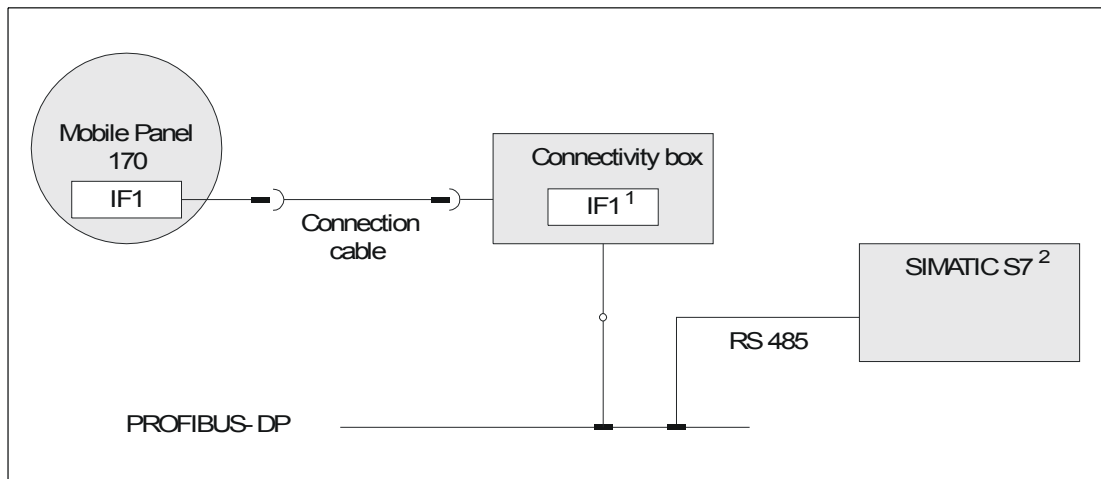 Mobile Panel
170
IF1
Connection
cable
Connectivity box
IF1 1
SIMATIC S7 2
RS 485
PROFIBUS- DP